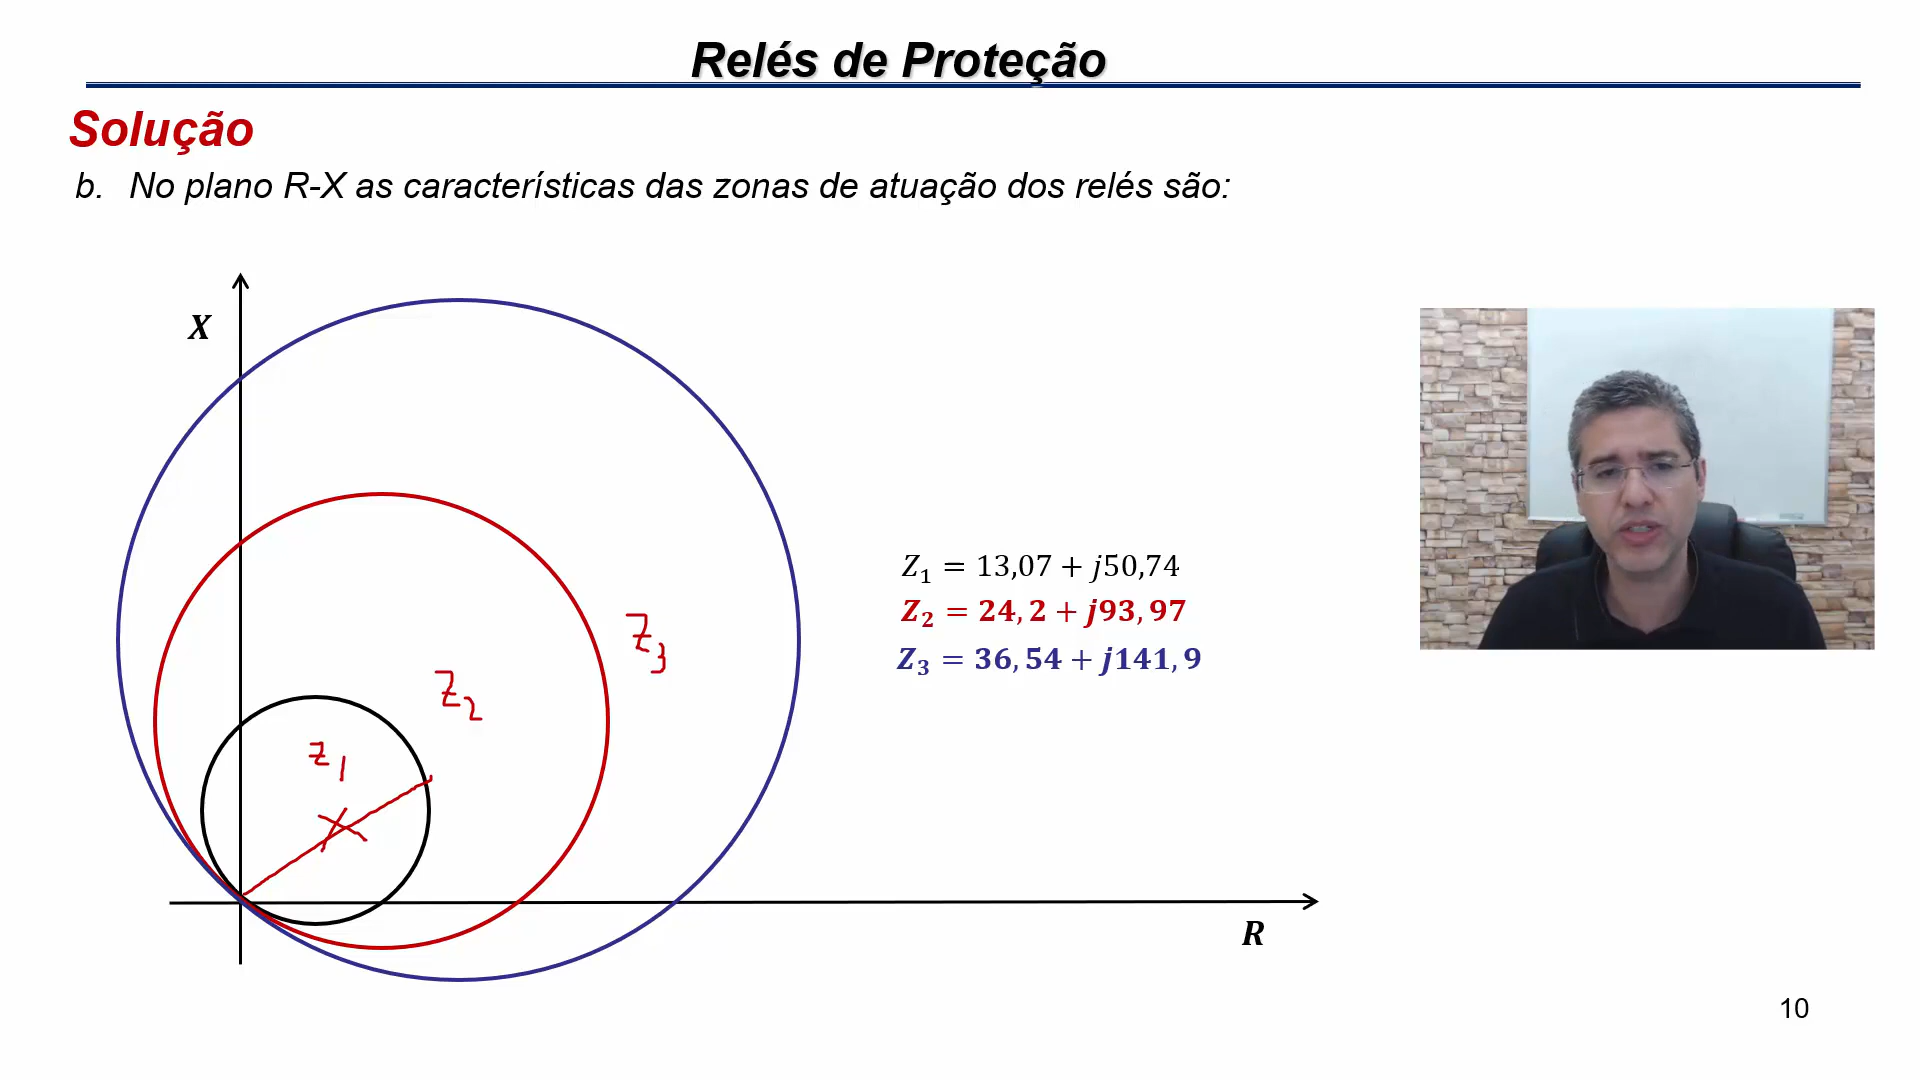 Relés de Proteção
Solução
b. No plano R-X as características das zonas de atuação dos relés são:
X
Z₁ = 13,07 + j50,74
Z₂ = 24,2 + j93,97
Z₃ = 36,54 + j141,9
Z₃
Z₂
Z₁
R
10